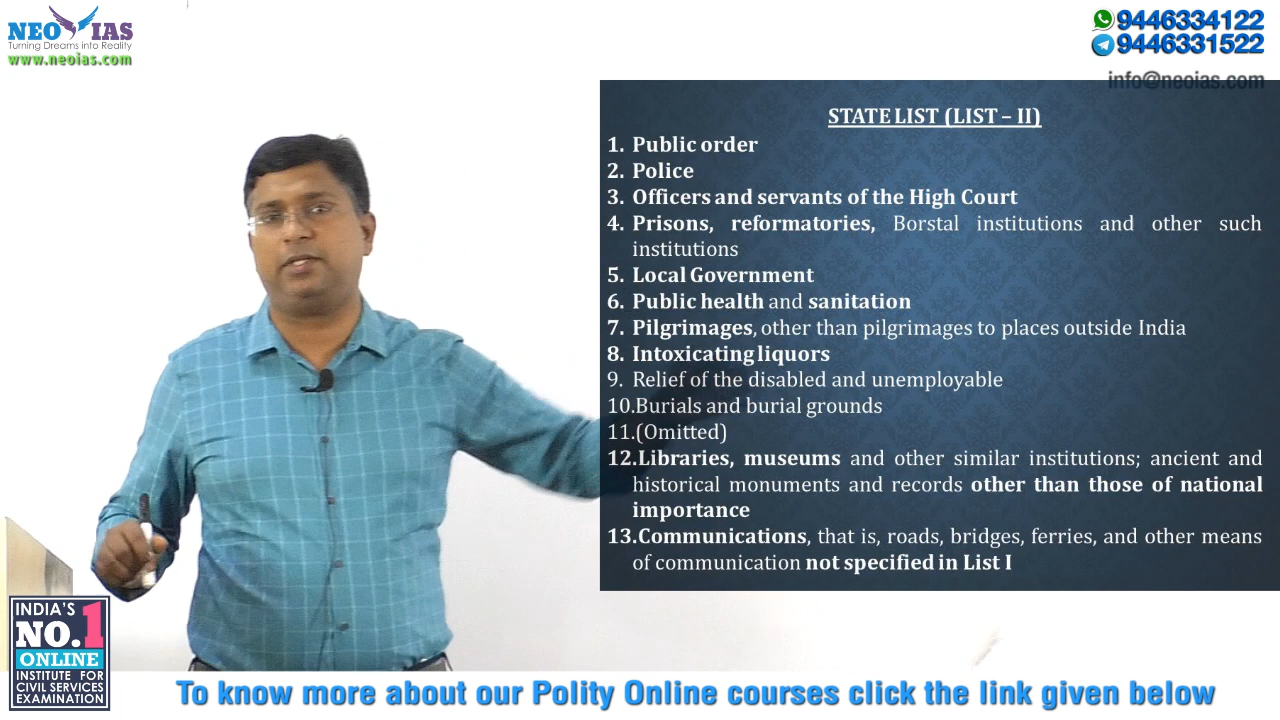 NEO IAS
Turning Dreams into Reality
www.neoias.com
9446334122
9446331522
info@neoias.com
STATE LIST (LIST – II)
1. Public order
2. Police
3. Officers and servants of the High Court
4. Prisons, reformatories, Borstal institutions and other such
institutions
5. Local Government
6. Public health and sanitation
7. Pilgrimages, other than pilgrimages to places outside India
8. Intoxicating liquors
9. Relief of the disabled and unemployable
10.Burials and burial grounds
11.(Omitted)
12.Libraries, museums and other similar institutions; ancient and
historical monuments and records other than those of national
importance
13.Communications, that is, roads, bridges, ferries, and other means
of communication not specified in List I
INDIA'S
NO.1
ONLINE
INSTITUTE FOR
CIVIL SERVICES
EXAMINATION
To know more about our Polity Online courses click the link given below